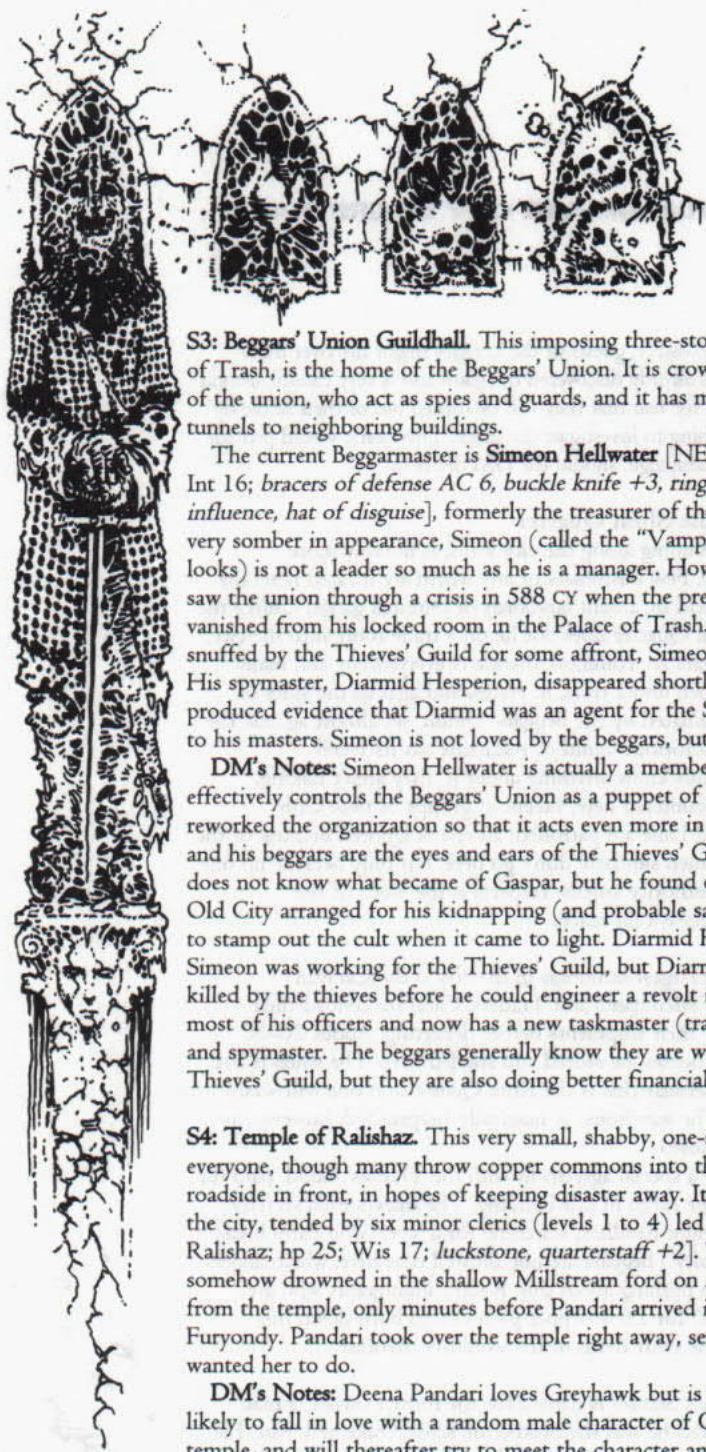 S3: Beggars' Union Guildhall. This imposing three-sto
of Trash, is the home of the Beggars' Union. It is crow
of the union, who act as spies and guards, and it has m
tunnels to neighboring buildings.
The current Beggarmaster is Simeon Hellwater [NE
Int 16; bracers of defense AC 6, buckle knife +3, ring
influence, hat of disguise], formerly the treasurer of the
very somber in appearance, Simeon (called the "Vamp
looks) is not a leader so much as he is a manager. How
saw the union through a crisis in 588 CY when the pre
vanished from his locked room in the Palace of Trash.
snuffed by the Thieves' Guild for some affront, Simeo
His spymaster, Diarmid Hesperion, disappeared shortl
produced evidence that Diarmid was an agent for the S
to his masters. Simeon is not loved by the beggars, but
DM's Notes: Simeon Hellwater is actually a membe
effectively controls the Beggars' Union as a puppet of
reworked the organization so that it acts even more in
and his beggars are the eyes and ears of the Thieves' G
does not know what became of Gaspar, but he found
Old City arranged for his kidnapping (and probable sa
to stamp out the cult when it came to light. Diarmid H
Simeon was working for the Thieves' Guild, but Diarm
killed by the thieves before he could engineer a revolt
most of his officers and now has a new taskmaster (tra
and spymaster. The beggars generally know they are w
Thieves' Guild, but they are also doing better financial
S4: Temple of Ralishaz. This very small, shabby, one-s
everyone, though many throw copper commons into th
roadside in front, in hopes of keeping disaster away. It
the city, tended by six minor clerics (levels 1 to 4) led
Ralishaz; hp 25; Wis 17; luckstone, quarterstaff +2].
somehow drowned in the shallow Millstream ford on
from the temple, only minutes before Pandari arrived i
Furyondy. Pandari took over the temple right away, se
wanted her to do.
DM's Notes: Deena Pandari loves Greyhawk but is
likely to fall in love with a random male character of
temple, and will thereafter try to meet the character an